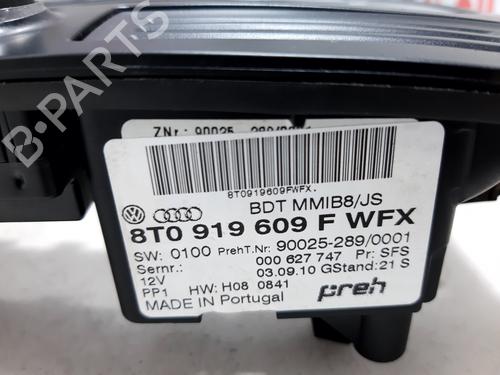 ZNr.: 90025
8T0919609FWFX.
BDT MMIB8/JS
8T0 919 609 F WFX
SW: 0100 PrehT.Nr: 90025-289/0001
Sernr.: 000 627 747 Pr: SFS
12V 03.09.10 GStand: 21 S
PP1 HW: H08 0841
MADE IN Portugal
preh
B-PARTS